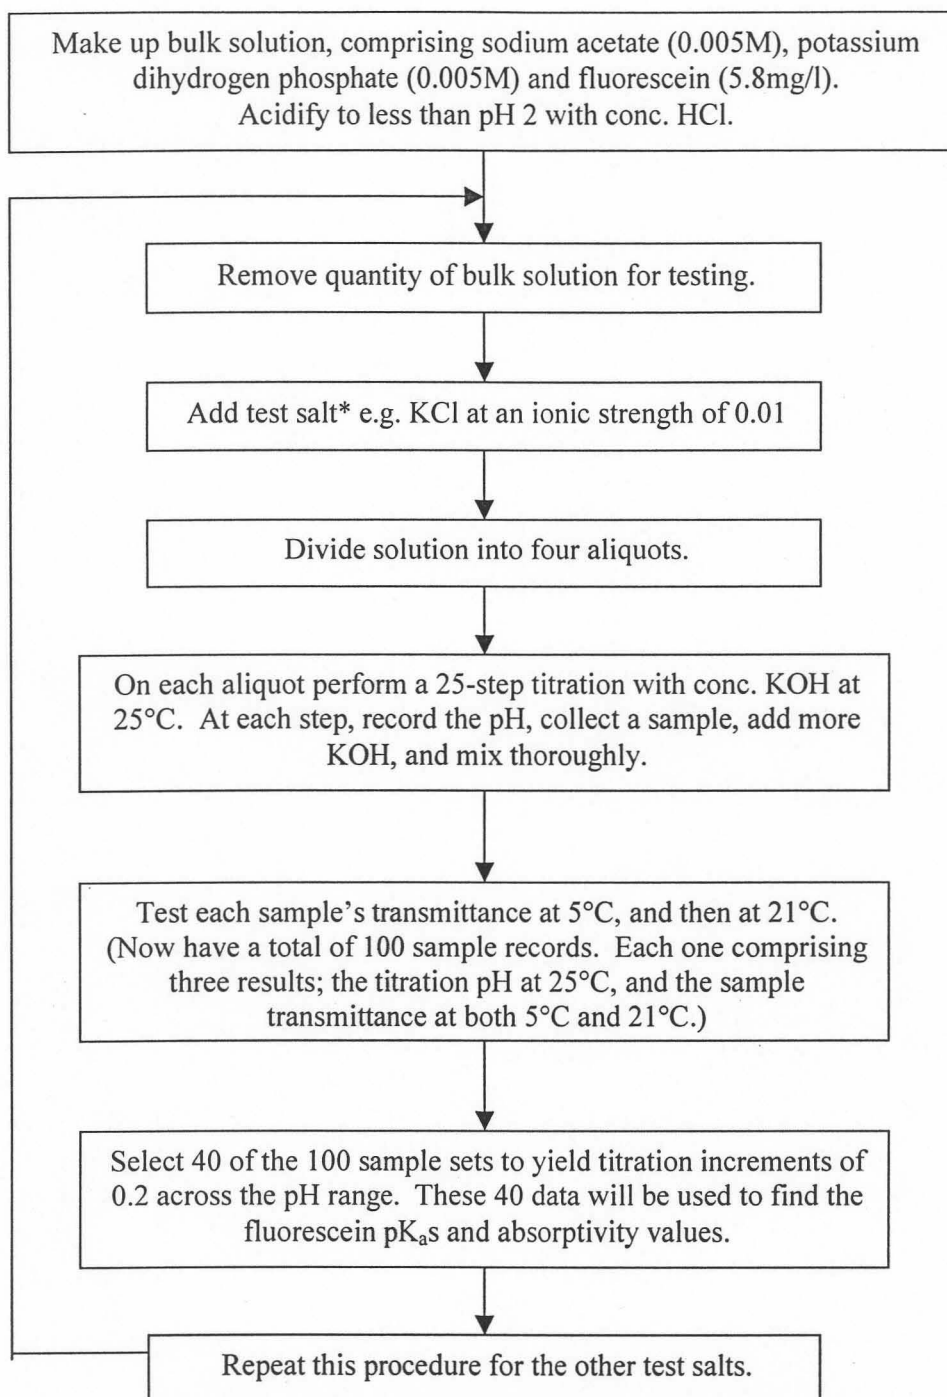 Make up bulk solution, comprising sodium acetate (0.005M), potassium
dihydrogen phosphate (0.005M) and fluorescein (5.8mg/l).
Acidify to less than pH 2 with conc. HCl.
Remove quantity of bulk solution for testing.
Add test salt* e.g. KCl at an ionic strength of 0.01
Divide solution into four aliquots.
On each aliquot perform a 25-step titration with conc. KOH at
25°C. At each step, record the pH, collect a sample, add more
KOH, and mix thoroughly.
Test each sample's transmittance at 5°C, and then at 21°C.
(Now have a total of 100 sample records. Each one comprising
three results; the titration pH at 25°C, and the sample
transmittance at both 5°C and 21°C.)
Select 40 of the 100 sample sets to yield titration increments of
0.2 across the pH range. These 40 data will be used to find the
fluorescein pKₐs and absorptivity values.
Repeat this procedure for the other test salts.